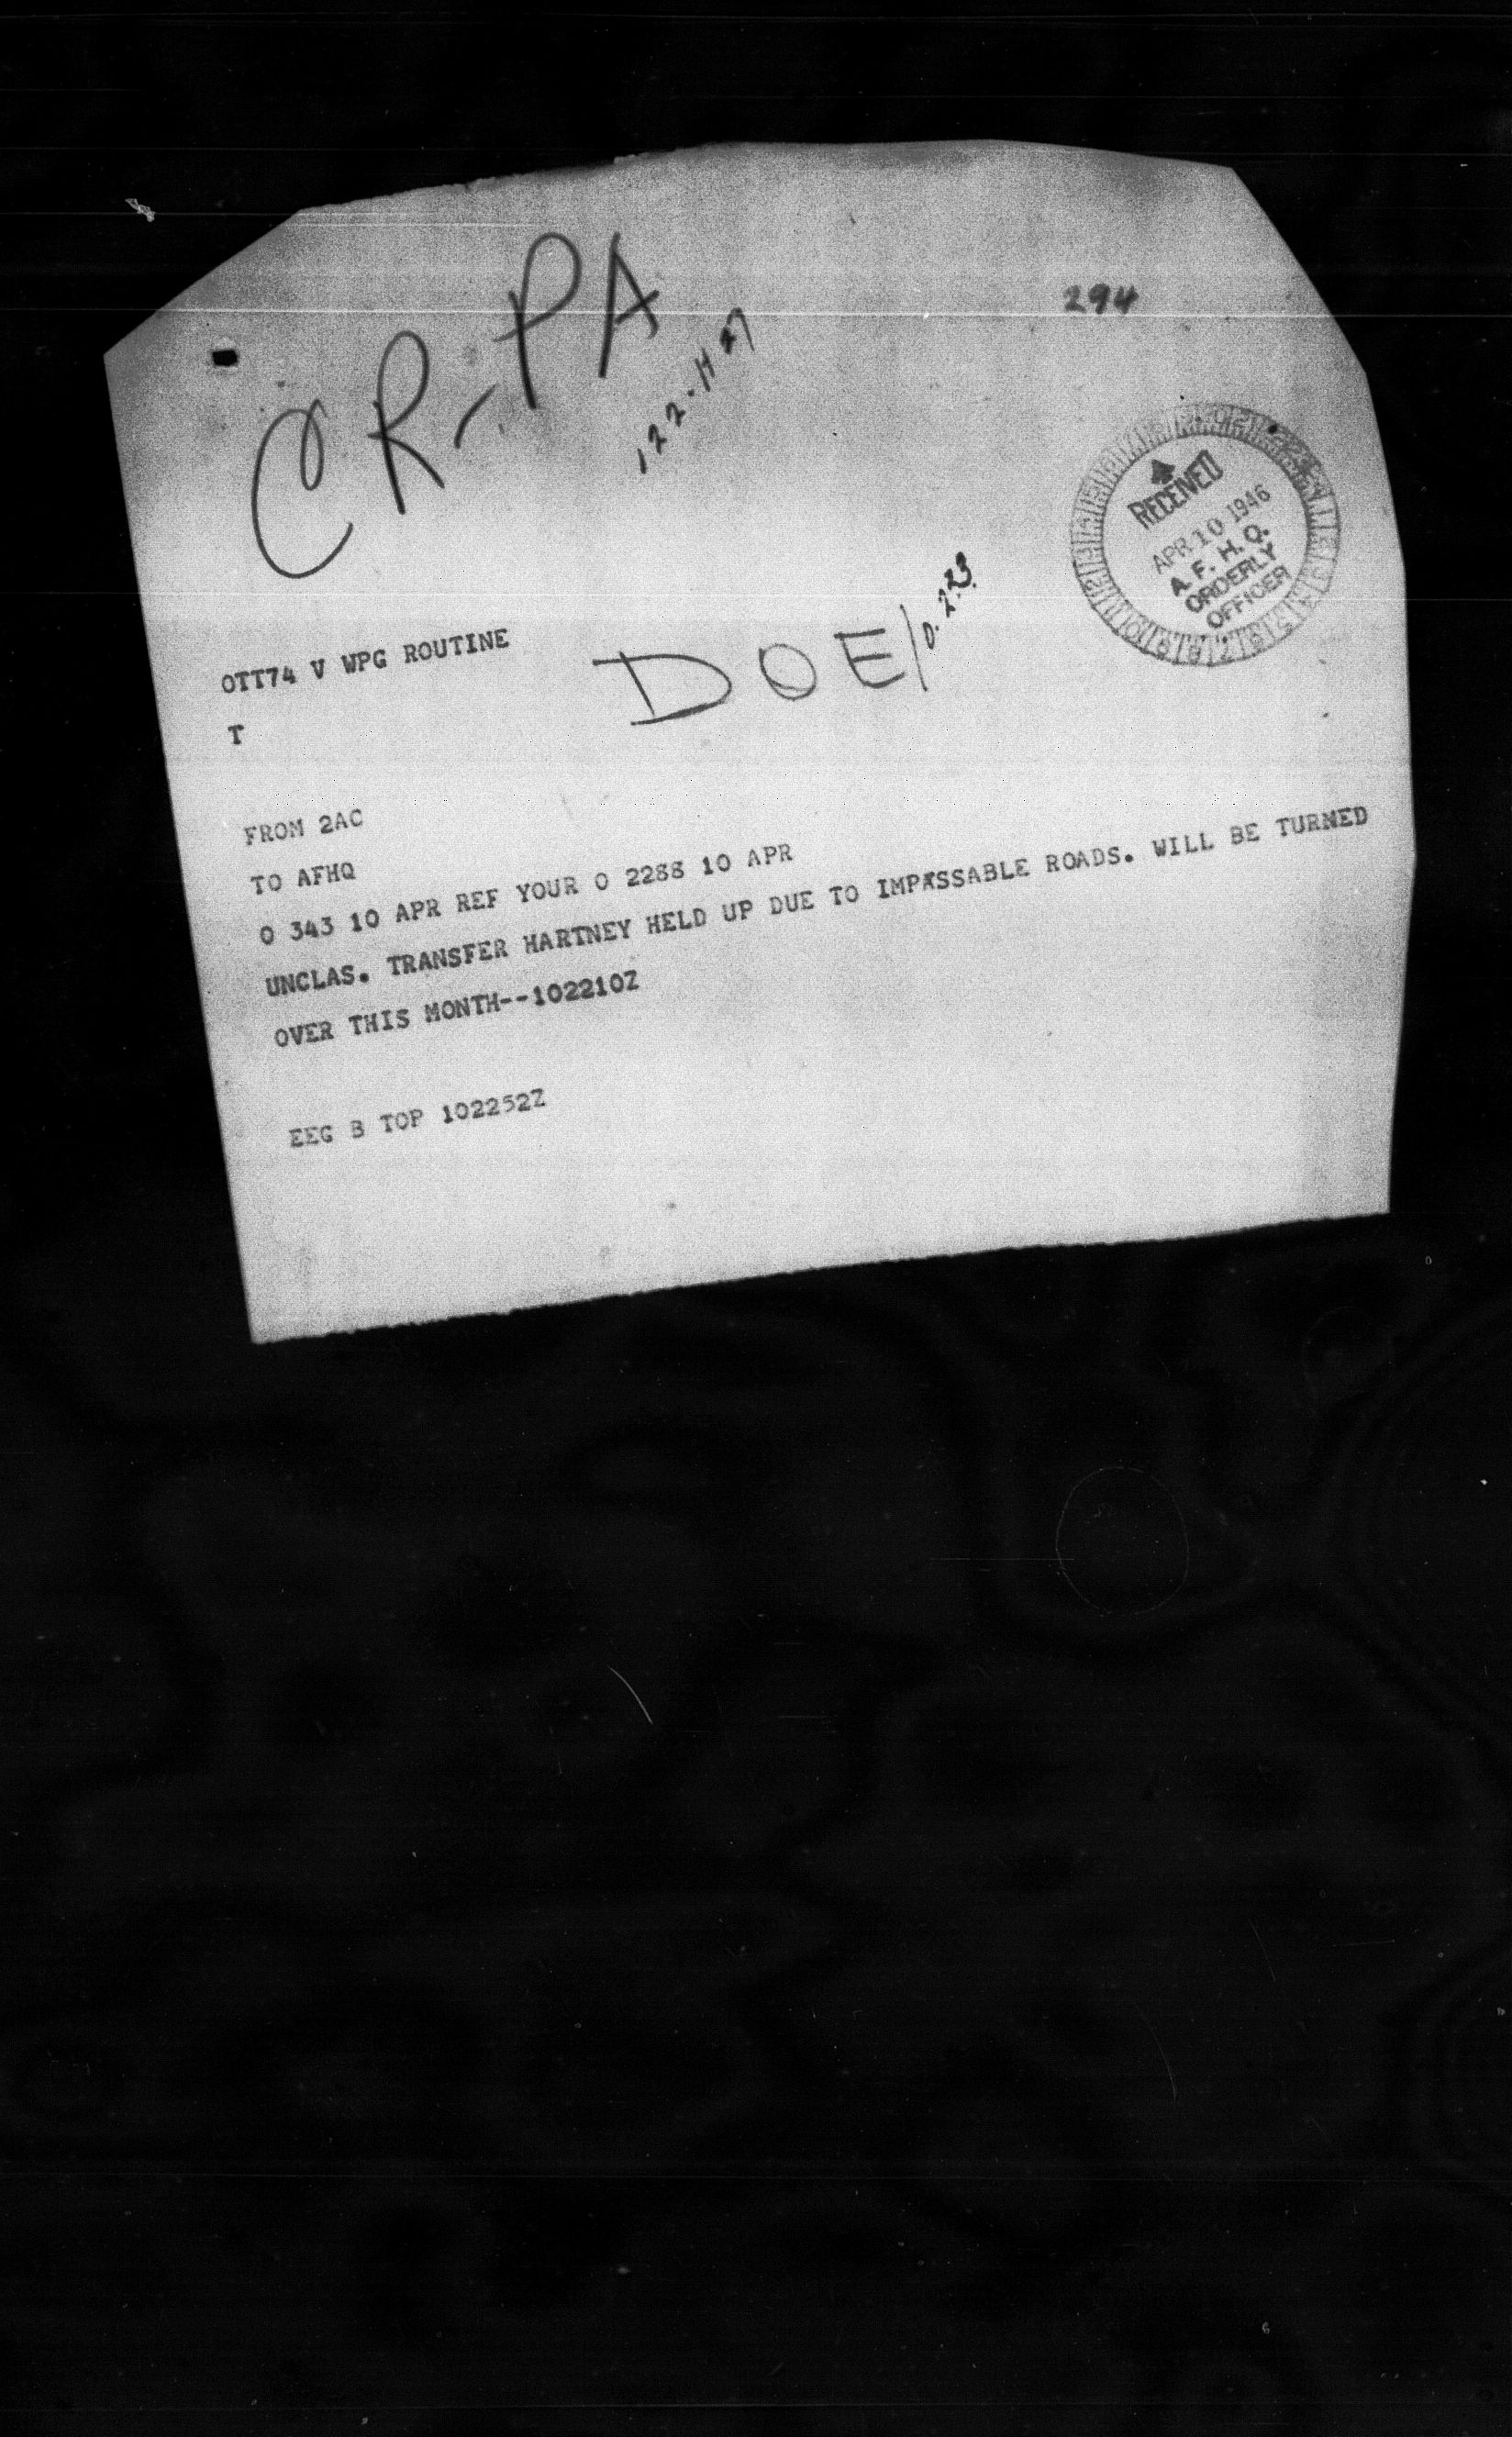 294
CR-PA
122-H 27
RECEIVED
APR 10 1946
A. F. H. Q.
ORDERLY
OFFICER
DOE/
OTT74 V WPG ROUTINE
T
FROM 2AC
TO AFHQ
O 343 10 APR REF YOUR O 2288 10 APR
UNCLAS. TRANSFER HARTNEY HELD UP DUE TO IMPASSABLE ROADS. WILL BE TURNED
OVER THIS MONTH--102210Z
EEG B TOP 102252Z